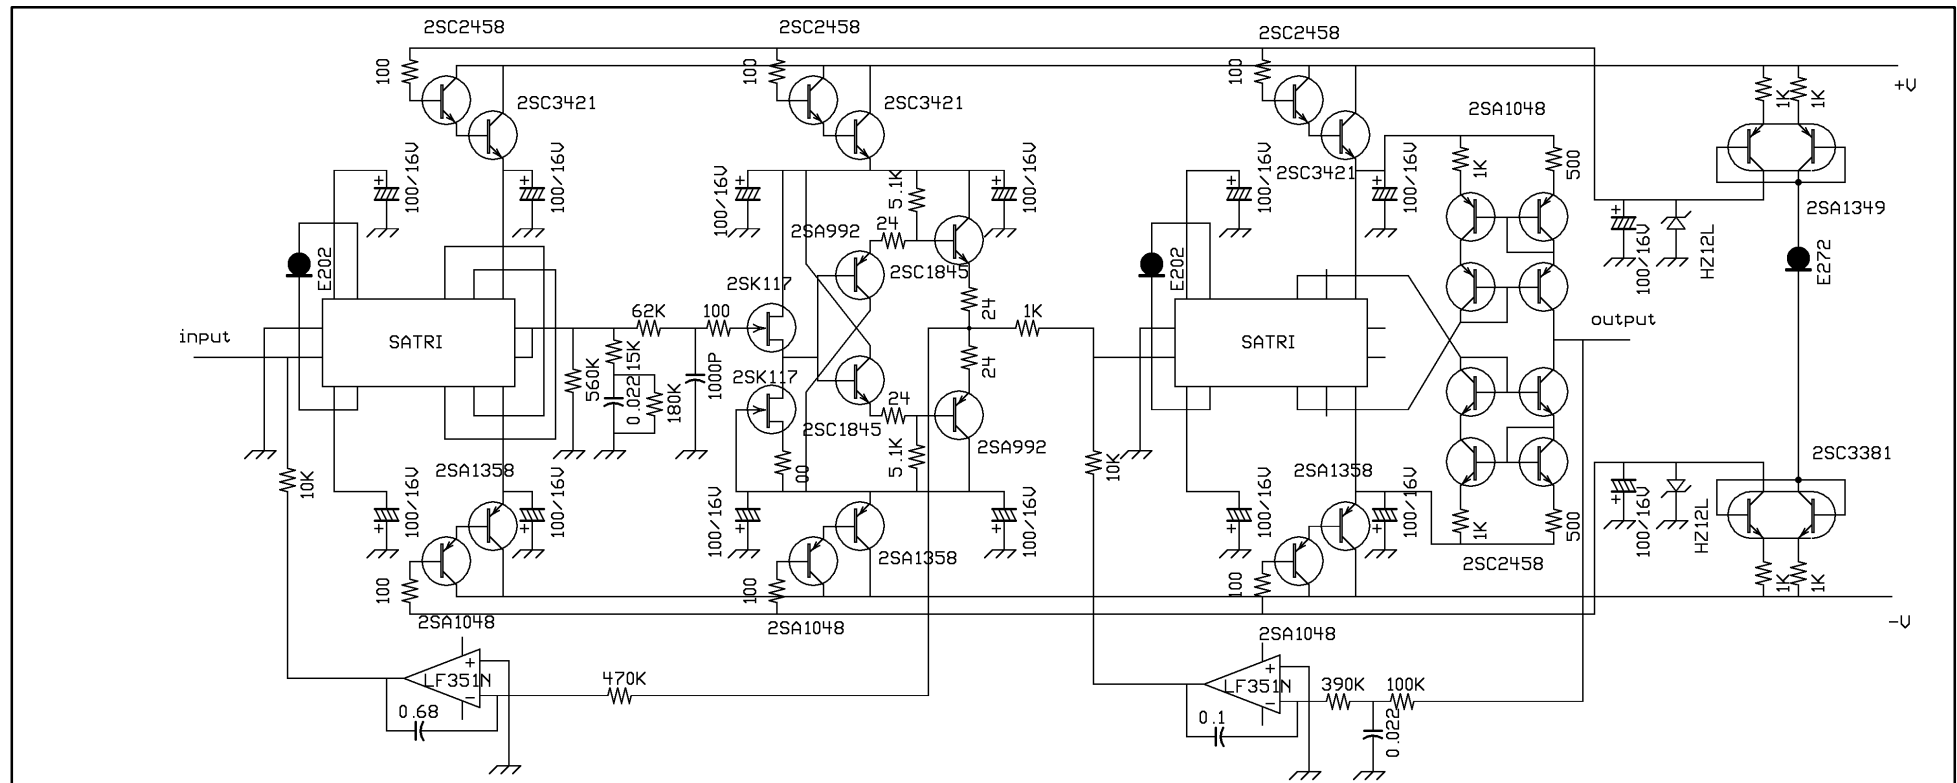 2SC2458
2SC2458
2SC2458
100
100
100
+V
2SC3421
2SC3421
2SC3421
2SA1048
1K
1K
1K
500
100/16V
100/16V
100/16V
5.1K
100/16V
100/16V
100/16V
2SA1349
24
2SA992
2SC1845
E202
E202
100/16V
HZ12L
E272
2SK117
62K
100
24
1K
input
SATRI
SATRI
output
15K
560K
0.022
180K
1000P
2SK117
24
24
2SC1845
2SA992
5.1K
00
10K
10K
2SA1358
2SA1358
2SC3381
100/16V
100/16V
100/16V
100/16V
100/16V
100/16V
1K
500
100/16V
HZ12L
2SA1358
2SC2458
100
100
100
1K
1K
2SA1048
2SA1048
2SA1048
-V
+
LF351N
-
470K
0.68
+
LF351N
-
390K
100K
0.1
0.022